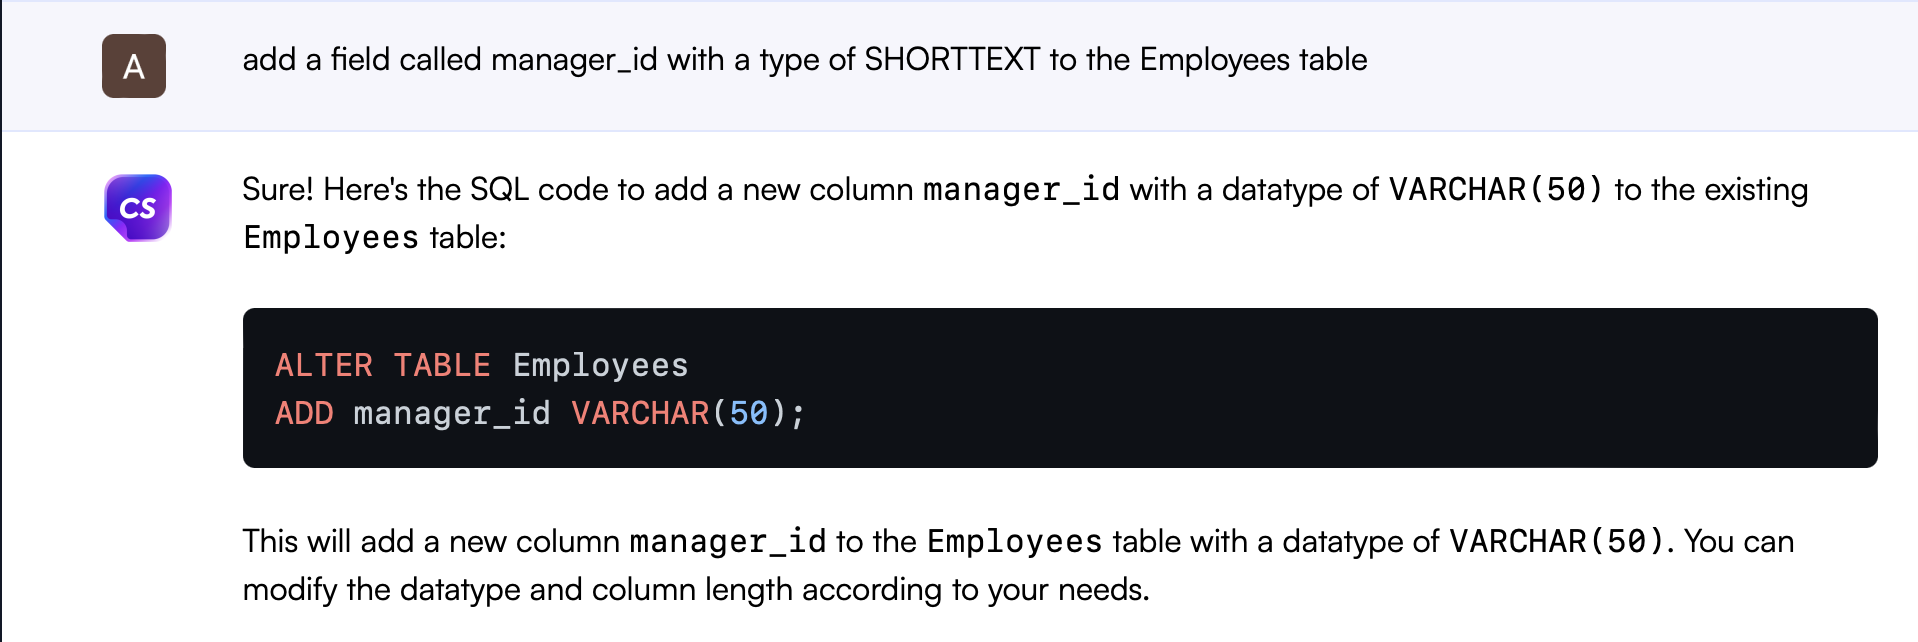 A
add a field called manager_id with a type of SHORTTEXT to the Employees table
CS
Sure! Here's the SQL code to add a new column manager_id with a datatype of VARCHAR(50) to the existing
Employees table:
ALTER TABLE Employees
ADD manager_id VARCHAR(50);
This will add a new column manager_id to the Employees table with a datatype of VARCHAR(50). You can
modify the datatype and column length according to your needs.